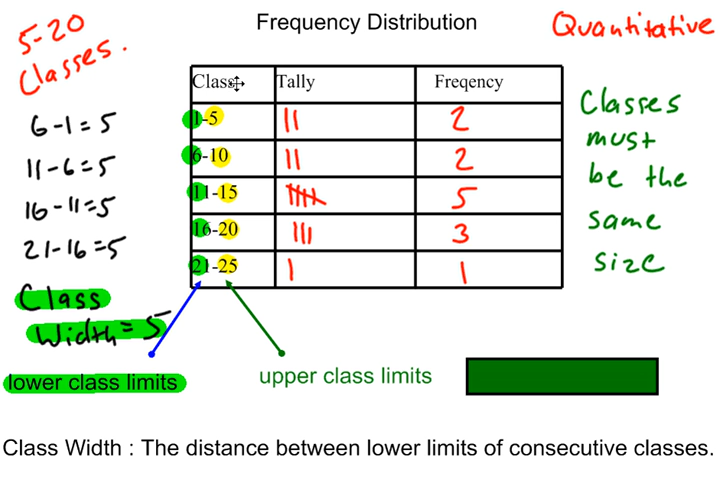 Frequency Distribution
Quantitative
5-20
Classes.
6-1=5
11-6=5
16-11=5
21-16=5
Class
Width=5
Class Tally Freqency
1-5 || 2
6-10 || 2
11-15 5
16-20 ||| 3
21-25 | 1
Classes
must
be the
same
size
lower class limits
upper class limits
Class Width : The distance between lower limits of consecutive classes.